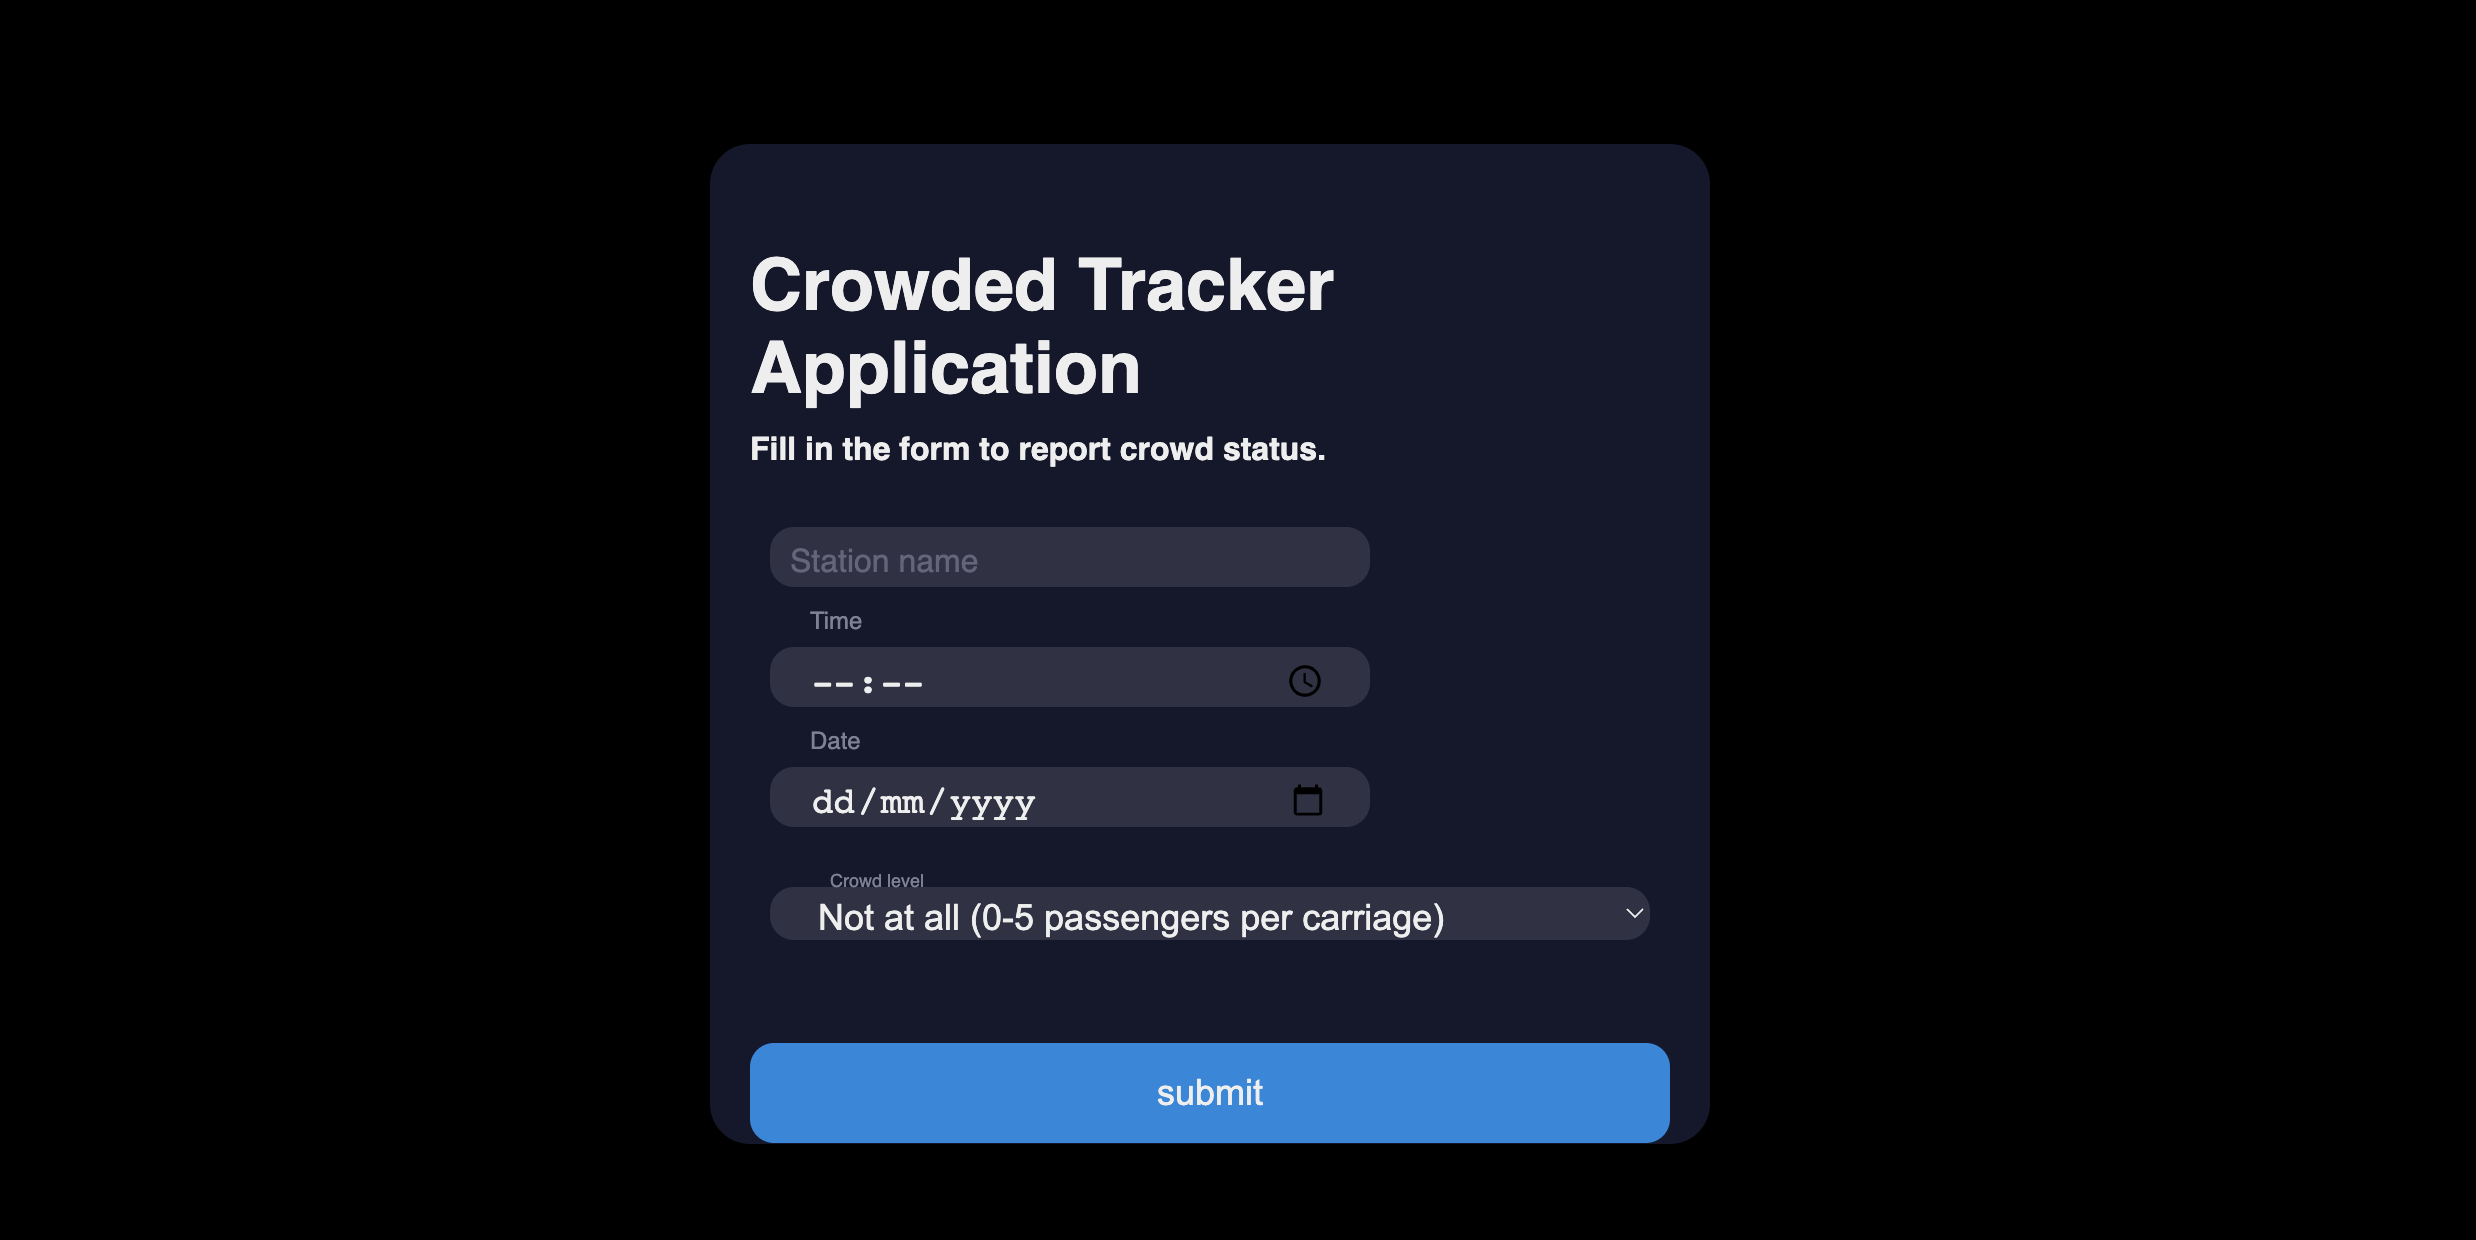 Crowded Tracker
Application
Fill in the form to report crowd status.
Station name
Time
--:--
Date
dd/mm/yyyy
Crowd level
Not at all (0-5 passengers per carriage)
submit